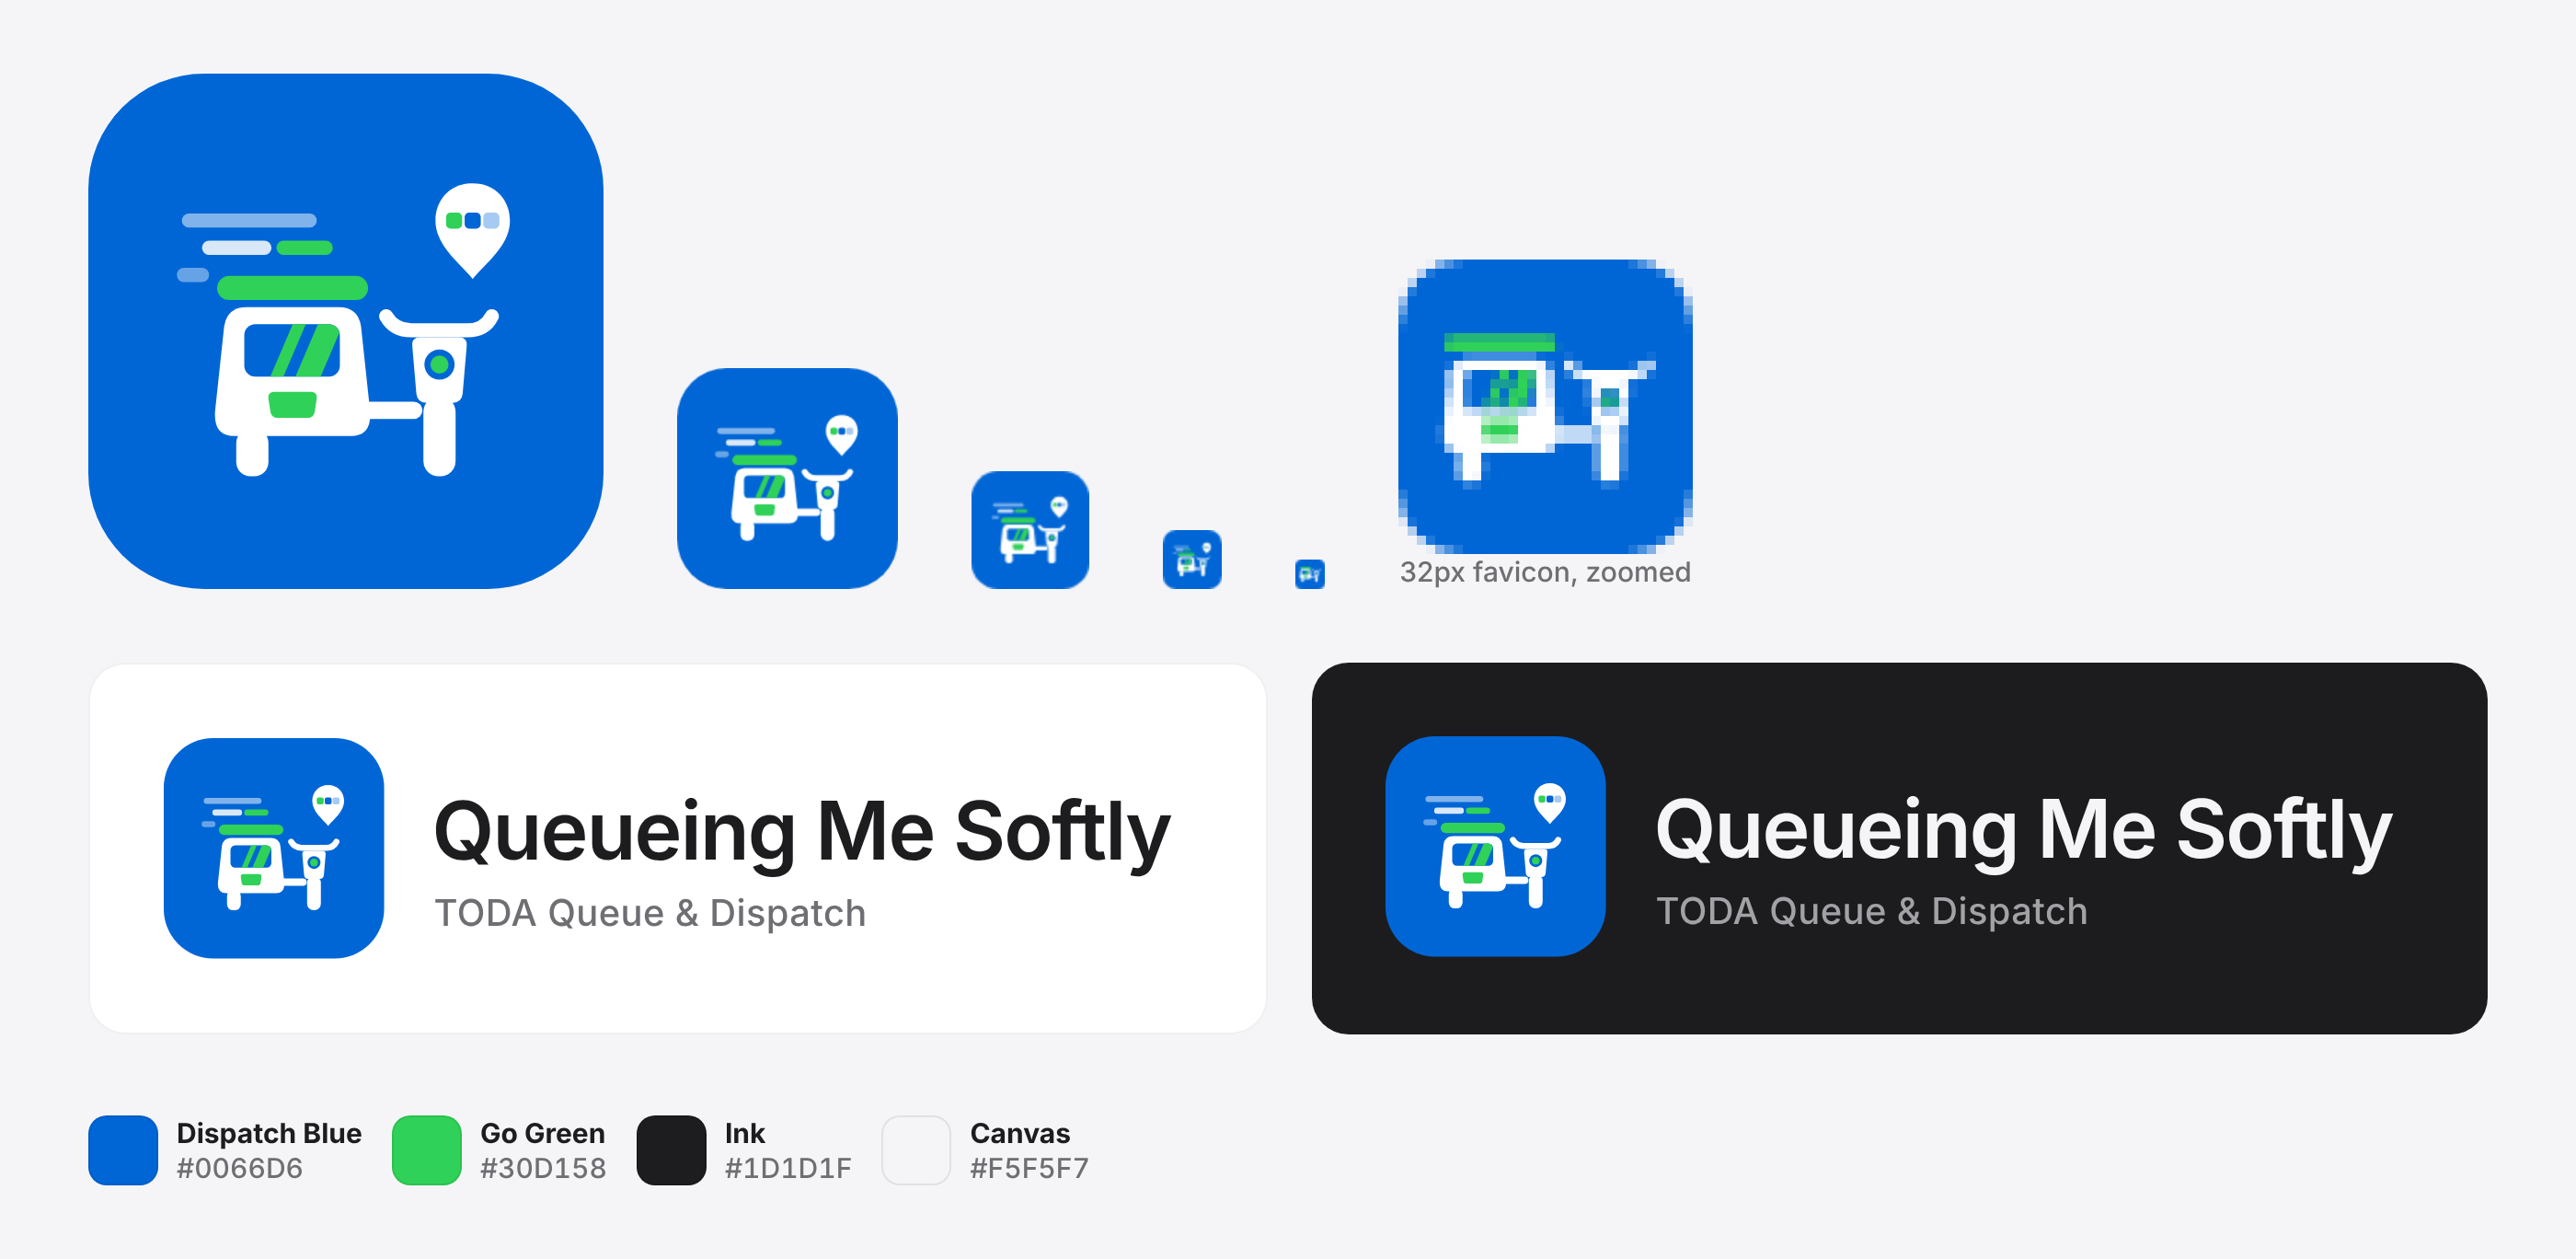 32px favicon, zoomed
Queueing Me Softly
TODA Queue & Dispatch
Queueing Me Softly
TODA Queue & Dispatch
Dispatch Blue
#0066D6
Go Green
#30D158
Ink
#1D1D1F
Canvas
#F5F5F7